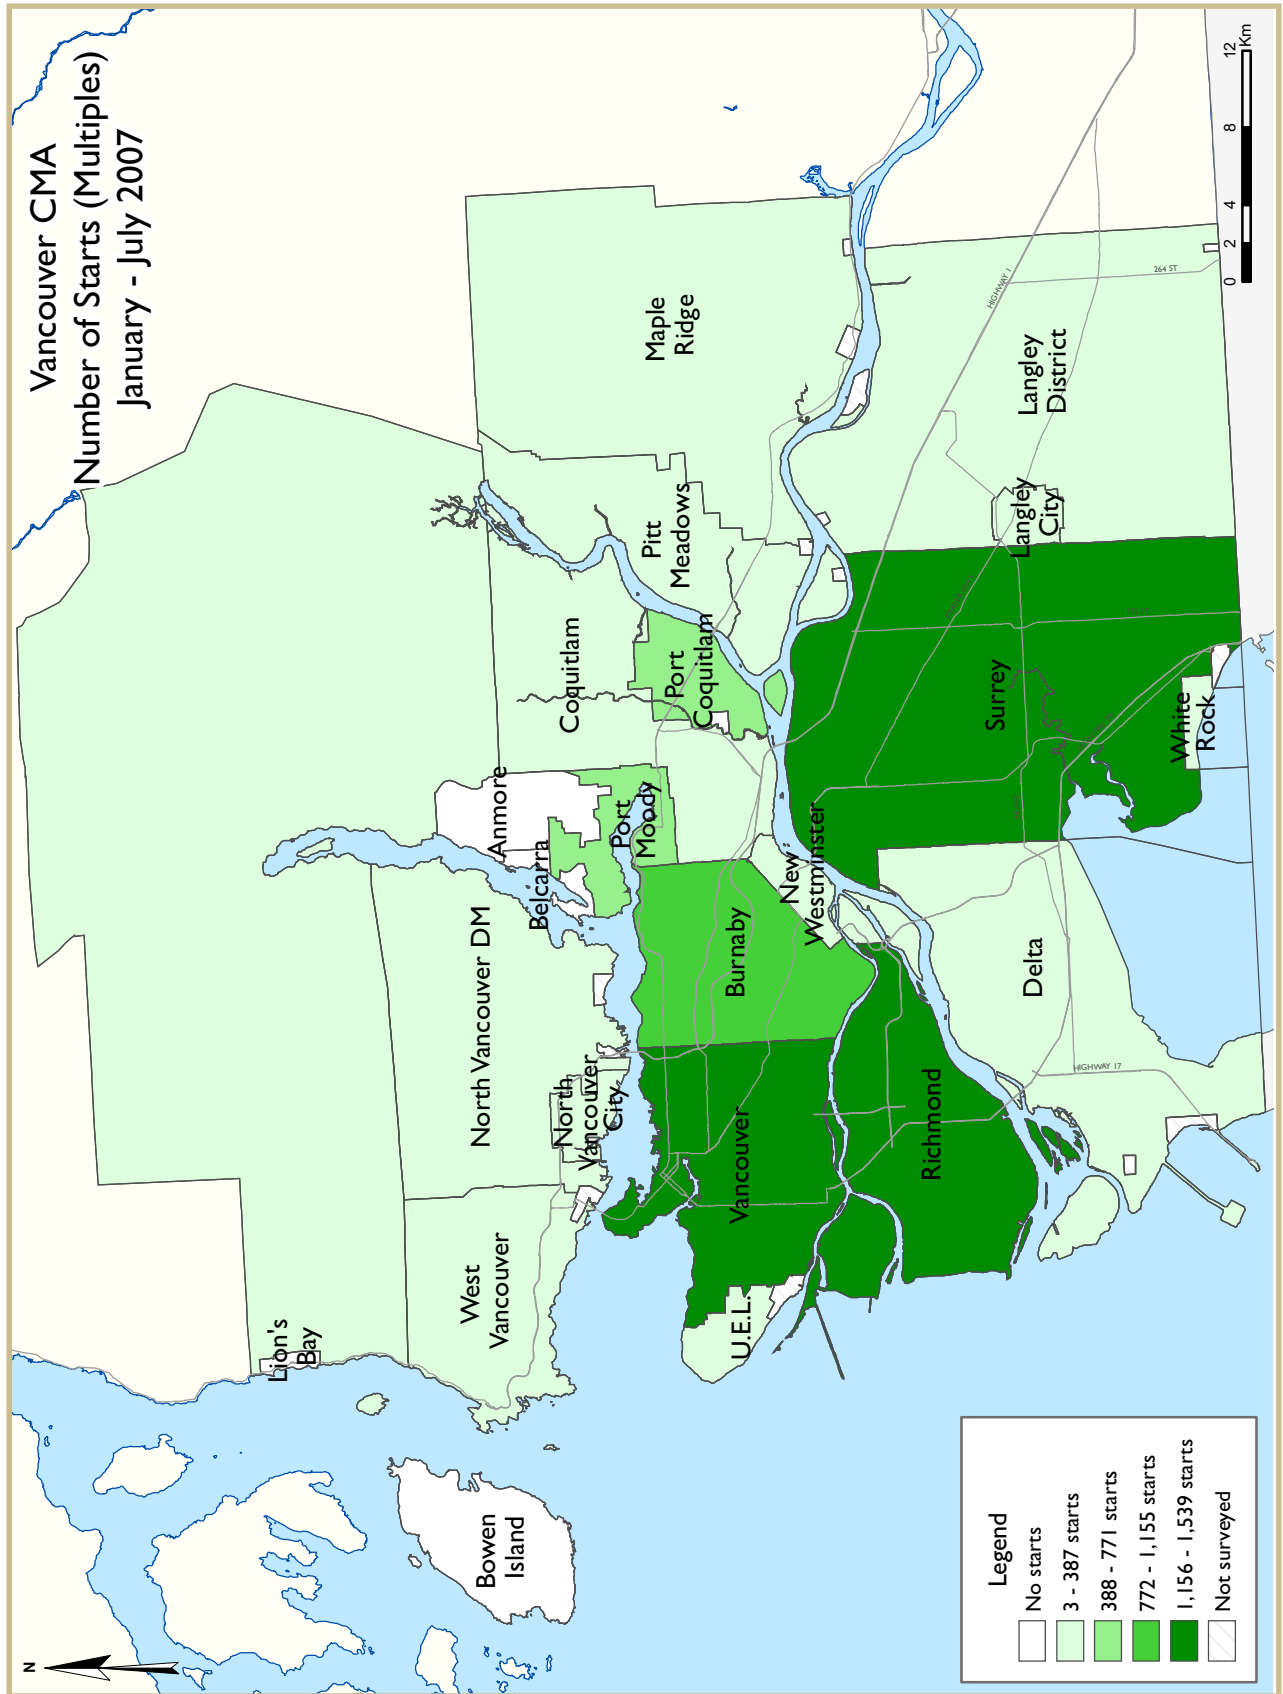 Vancouver CMA
Number of Starts (Multiples)
January - July 2007
N
Lion's
Bay
Bowen
Island
West
Vancouver
North Vancouver DM
North
Vancouver
City
Belcarra
Anmore
Port
Moody
Coquitlam
Port
Coquitlam
Pitt
Meadows
Maple
Ridge
U.E.L.
Vancouver
Burnaby
New
Westminster
Richmond
Delta
Surrey
White
Rock
Langley
City
Langley
District
HIGHWAY 1
264 ST
HIGHWAY 17
Legend
No starts
3 - 387 starts
388 - 771 starts
772 - 1,155 starts
1,156 - 1,539 starts
Not surveyed
0 2 4 8 12
Km